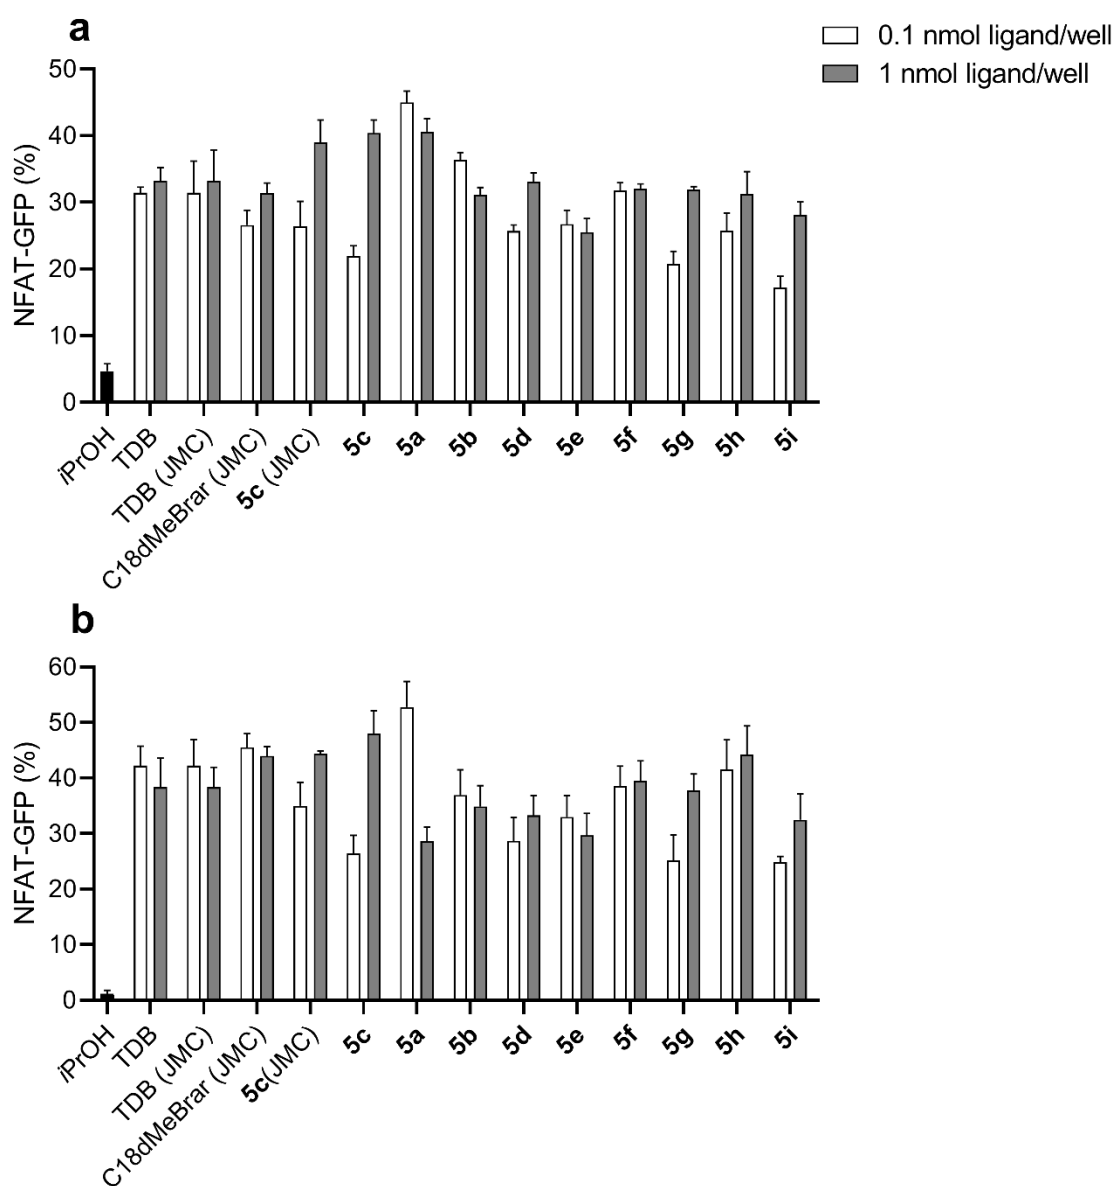 a
0.1 nmol ligand/well
1 nmol ligand/well
NFAT-GFP (%)
50
40
30
20
10
0
iPrOH
TDB
TDB (JMC)
C18dMeBrar (JMC)
5c (JMC)
5c
5a
5b
5d
5e
5f
5g
5h
5i
b
NFAT-GFP (%)
60
50
40
30
20
10
0
iPrOH
TDB
TDB (JMC)
C18dMeBrar (JMC)
5c(JMC)
5c
5a
5b
5d
5e
5f
5g
5h
5i